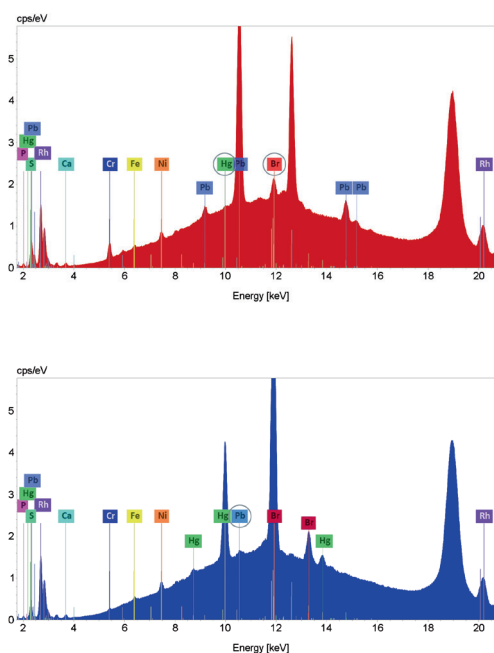 cps/eV
5
4
3
2
1
0
Pb
Hg
P Rh
S Ca Cr Fe Ni Hg Pb Br Rh
Pb Pb Pb
2 4 6 8 10 12 14 16 18 20
Energy [keV]
cps/eV
5
4
3
2
1
0
Pb
Hg
P Rh
S Ca Cr Fe Ni Hg Pb Br Rh
Br
Hg Hg
2 4 6 8 10 12 14 16 18 20
Energy [keV]